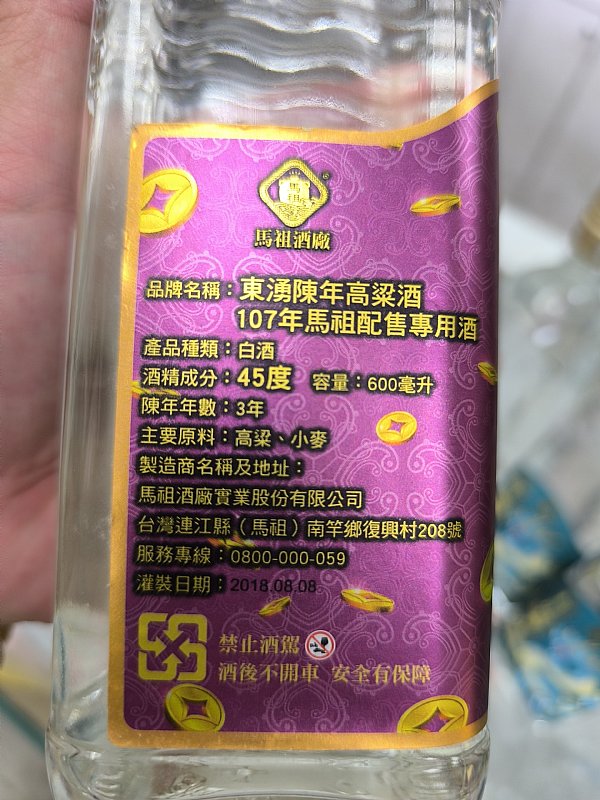 馬祖
®
馬祖酒廠
品牌名稱：東湧陳年高粱酒
107年馬祖配售專用酒
產品種類：白酒
酒精成分：45度 容量：600毫升
陳年年數：3年
主要原料：高粱、小麥
製造商名稱及地址：
馬祖酒廠實業股份有限公司
台灣連江縣（馬祖）南竿鄉復興村208號
服務專線：0800-000-059
灌裝日期：2018.08.08
禁止酒駕
酒後不開車 安全有保障